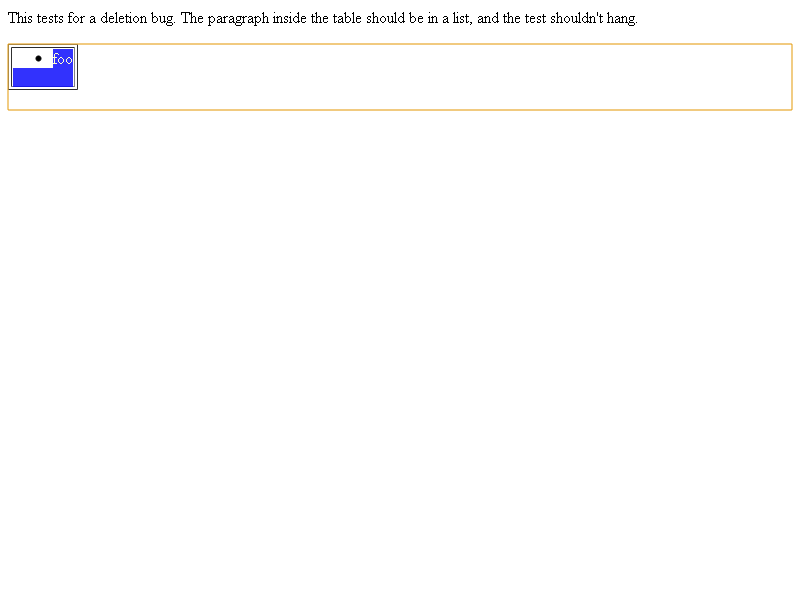 This tests for a deletion bug. The paragraph inside the table should be in a list, and the test shouldn't hang.
• foo